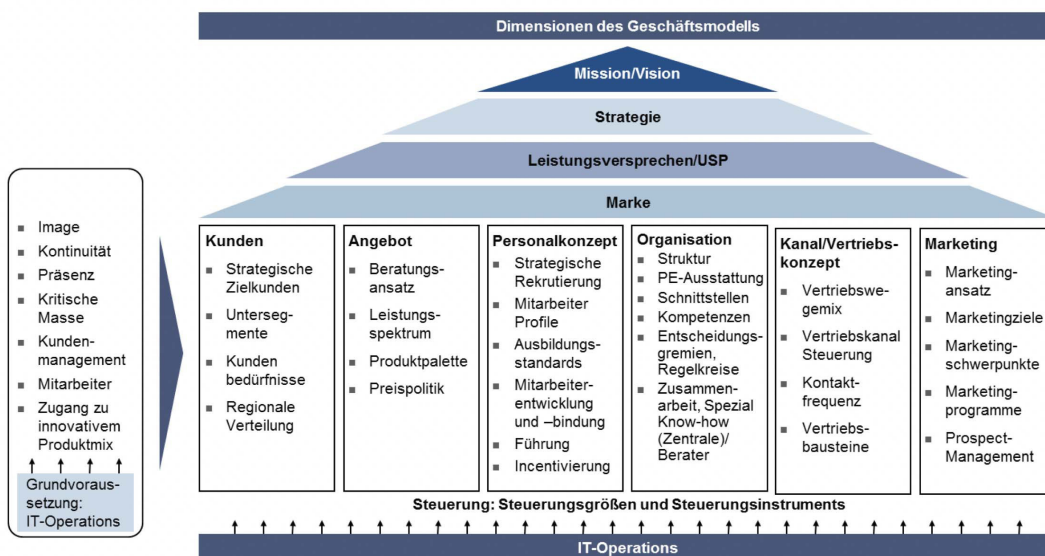 Dimensionen des Geschäftsmodells
Mission/Vision
Strategie
Leistungsversprechen/USP
Marke
Image
Kontinuität
Präsenz
Kritische
Masse
Kunden-
management
Mitarbeiter
Zugang zu
innovativem
Produktmix
Grundvoraus-
setzung:
IT-Operations
Kunden
Strategische
Zielkunden
Unterseg-
mente
Kunden
bedürfnisse
Regionale
Verteilung
Angebot
Beratungs-
ansatz
Leistungs-
spektrum
Produktpalette
Preispolitik
Personalkonzept
Strategische
Rekrutierung
Mitarbeiter
Profile
Ausbildungs-
standards
Mitarbeiter-
entwicklung
und –bindung
Führung
Incentivierung
Organisation
Struktur
PE-Ausstattung
Schnittstellen
Kompetenzen
Entscheidungs-
gremien,
Regelkreise
Zusammen-
arbeit, Spezial
Know-how
(Zentrale)/
Berater
Kanal/Vertriebs-
konzept
Vertriebswe-
gemix
Vertriebskanal
Steuerung
Kontakt-
frequenz
Vertriebs-
bausteine
Marketing
Marketing-
ansatz
Marketingziele
Marketing-
schwerpunkte
Marketing-
programme
Prospect-
Management
Steuerung: Steuerungsgrößen und Steuerungsinstruments
IT-Operations